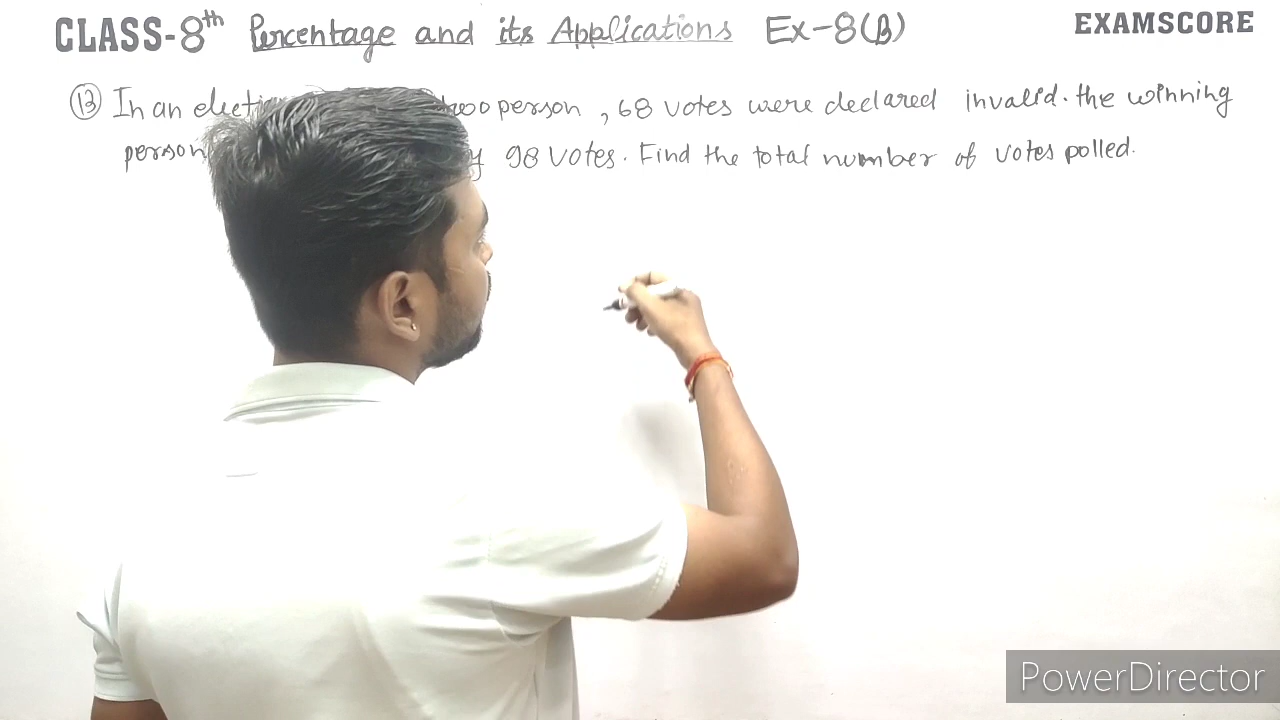 CLASS-8th Percentage and its Applications Ex-8(B)
EXAMSCORE
13 In an person, 68 votes were declared invalid. the winning
person 98 votes. Find the total number of votes polled.
PowerDirector